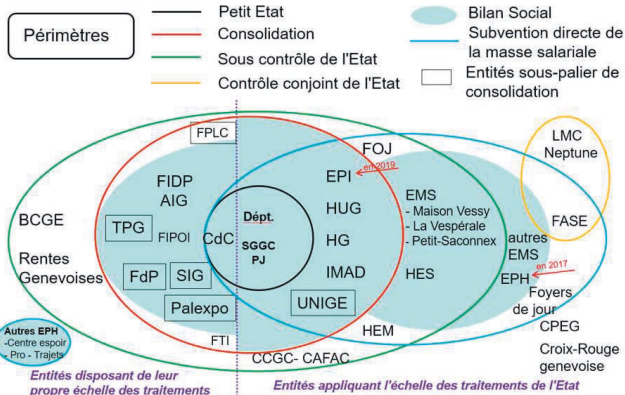 Périmètres
Petit Etat
Consolidation
Sous contrôle de l'Etat
Contrôle conjoint de l'Etat
Bilan Social
Subvention directe de
la masse salariale
Entités sous-palier de
consolidation
FPLC
FOJ
LMC
Neptune
FIDP
AIG
EPI
en 2019
BCGE
TPG
FIPOI
CdC
Dépt.
SGGC
PJ
HUG
HG
IMAD
EMS
- Maison Vessy
- La Vespérale
- Petit-Saconnex
HES
FASE
autres
EMS
en 2017
EPH
Rentes
Genevoises
FdP
SIG
Palexpo
UNIGE
Foyers
de jour
Autres EPH
-Centre espoir
- Pro - Trajets
FTI
HEM
CPEG
CCGC- CAFAC
Croix-Rouge
genevoise
Entités disposant de leur
propre échelle des traitements
Entités appliquant l'échelle des traitements de l'Etat